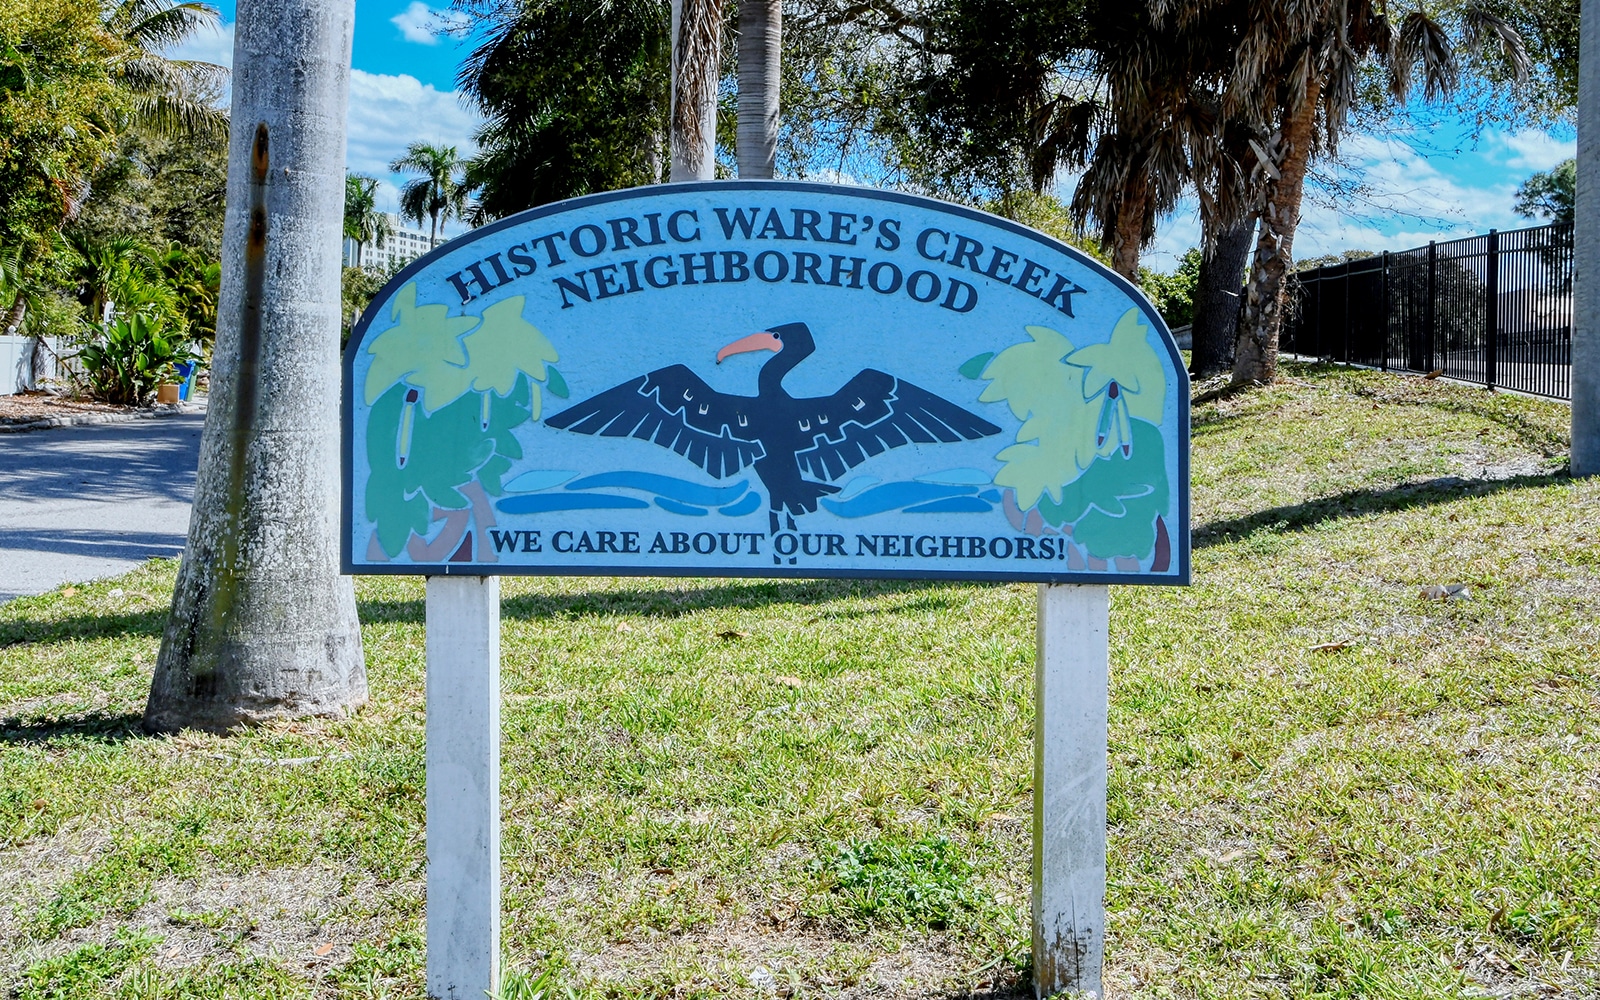 HISTORIC WARE'S CREEK
NEIGHBORHOOD
WE CARE ABOUT OUR NEIGHBORS!